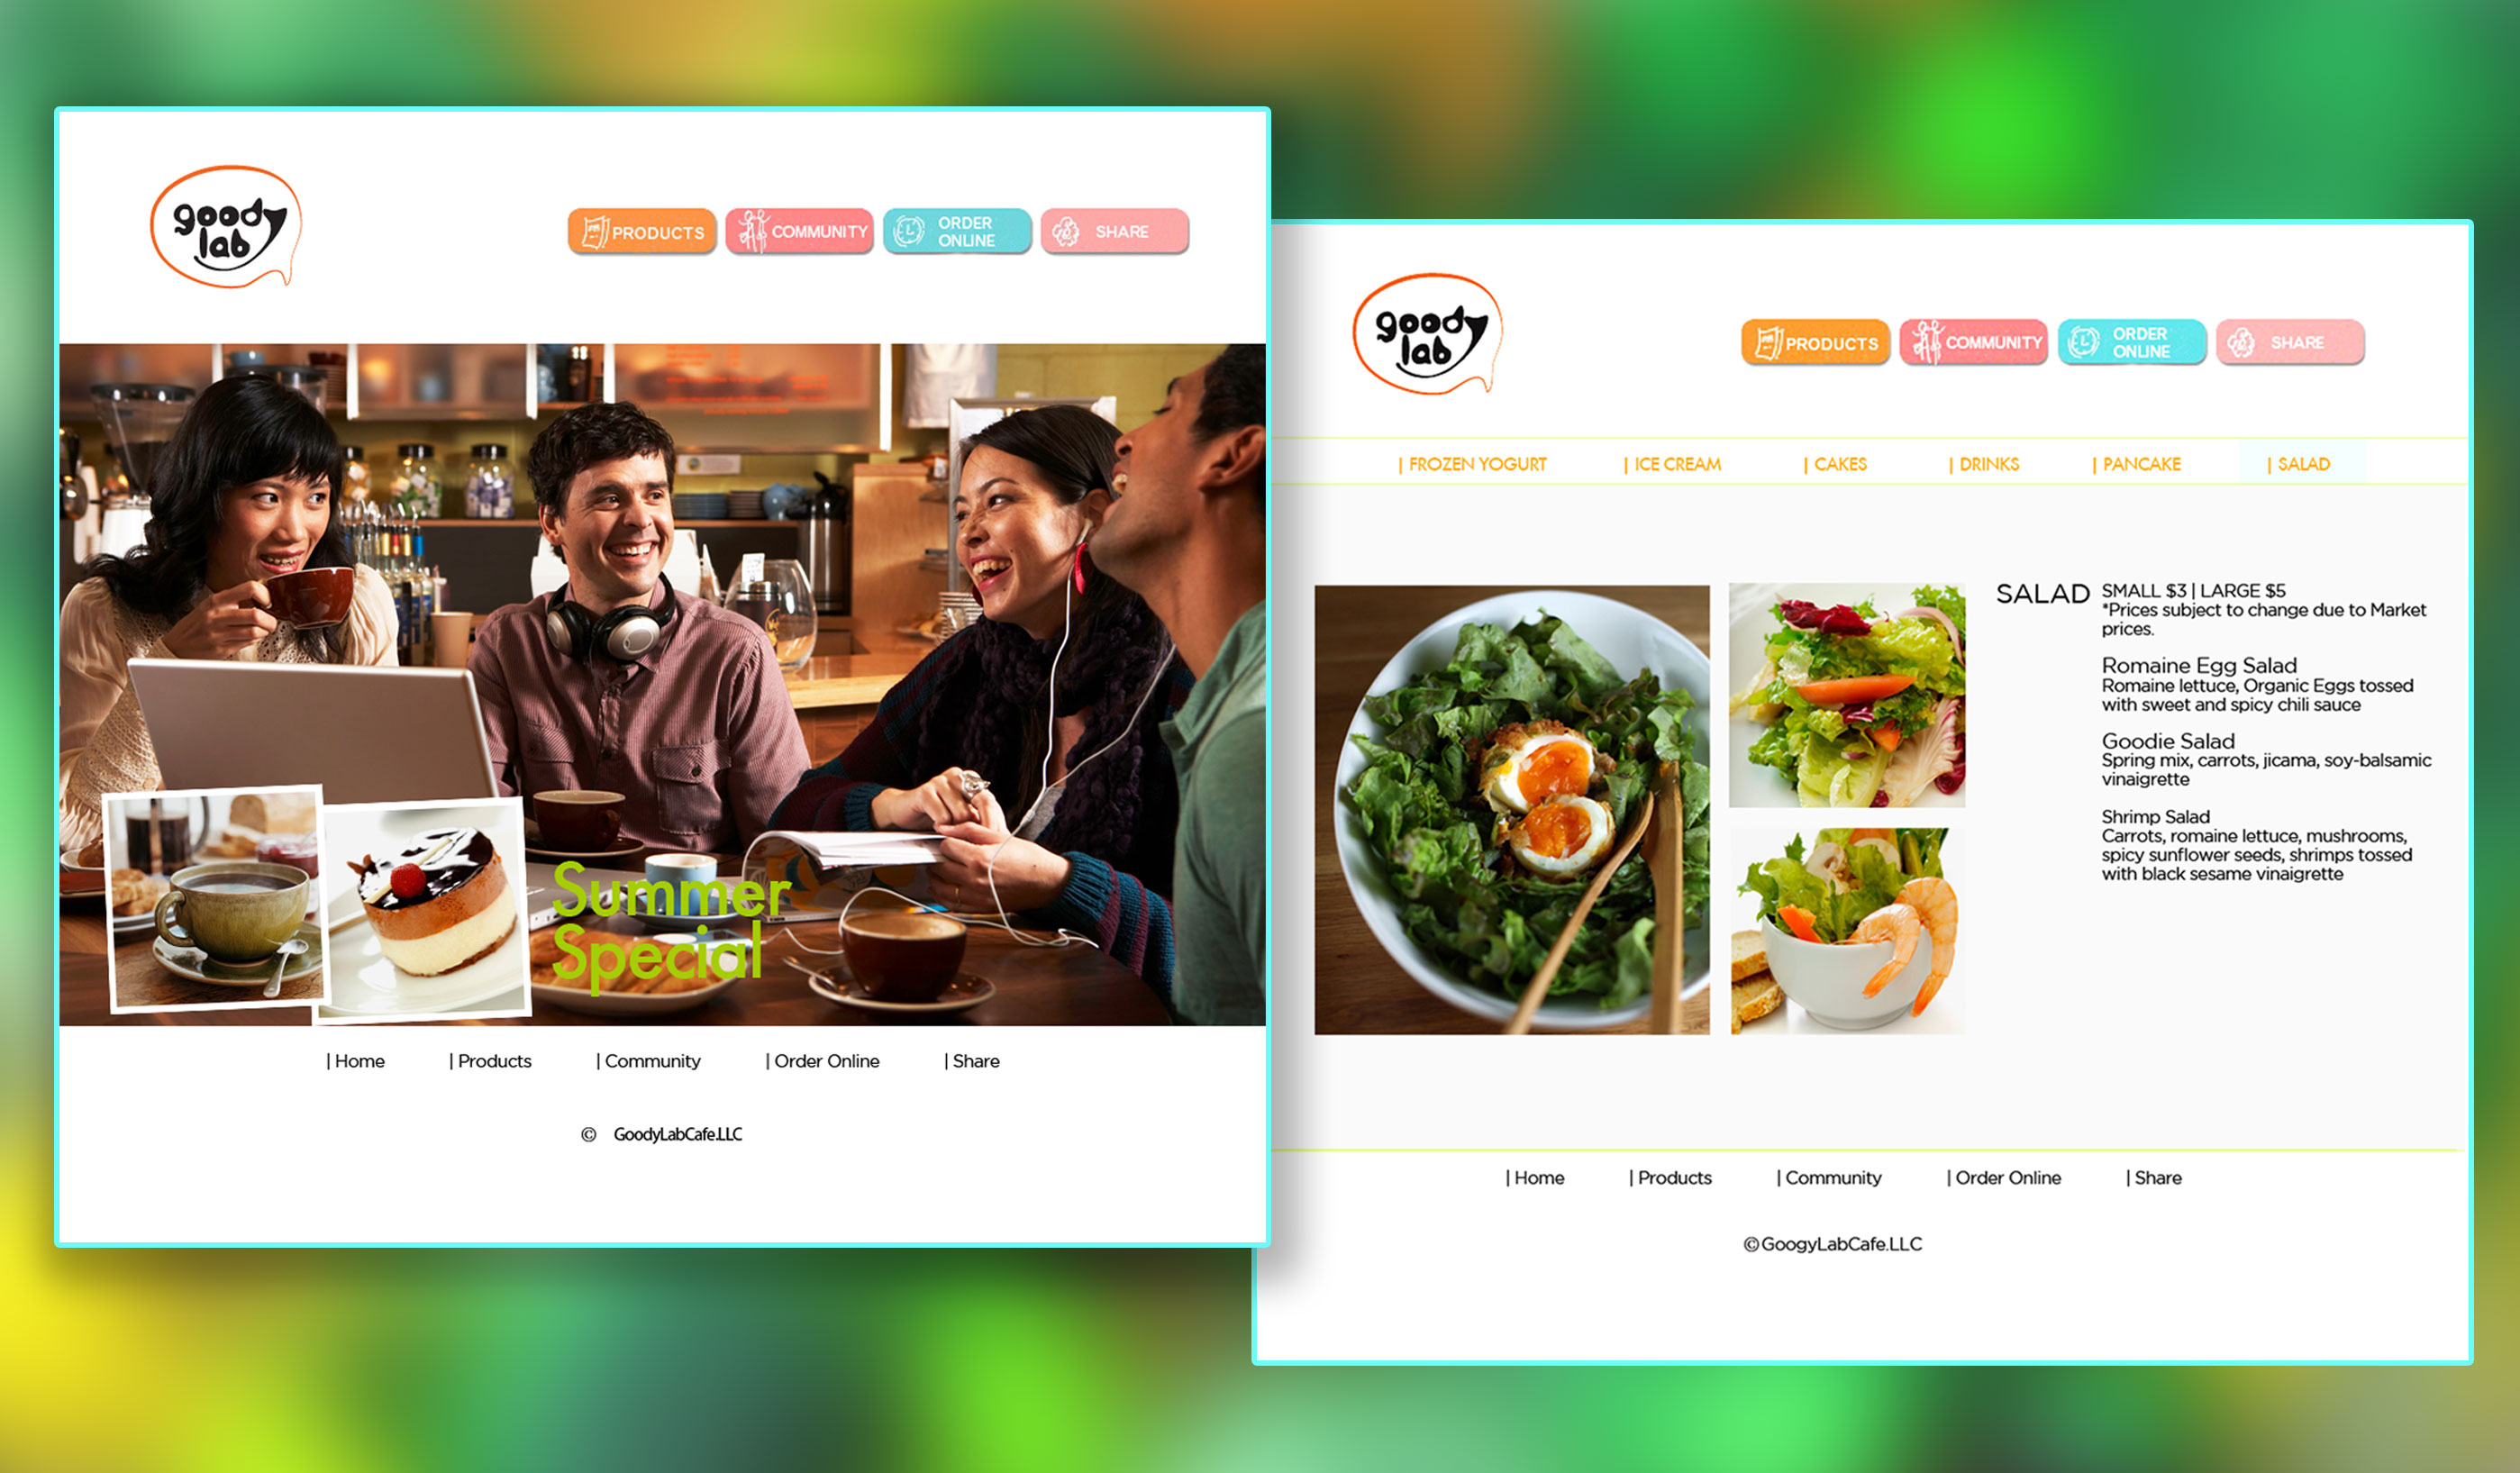 goody
lab
PRODUCTS
COMMUNITY
ORDER
ONLINE
SHARE
Summer
Special
| Home
| Products
| Community
| Order Online
| Share
© GoodyLabCafe.LLC
goody
lab
PRODUCTS
COMMUNITY
ORDER
ONLINE
SHARE
| FROZEN YOGURT
| ICE CREAM
| CAKES
| DRINKS
| PANCAKE
| SALAD
SALAD
SMALL $3 | LARGE $5
*Prices subject to change due to Market
prices.
Romaine Egg Salad
Romaine lettuce, Organic Eggs tossed
with sweet and spicy chili sauce
Goodie Salad
Spring mix, carrots, jicama, soy-balsamic
vinaigrette
Shrimp Salad
Carrots, romaine lettuce, mushrooms,
spicy sunflower seeds, shrimps tossed
with black sesame vinaigrette
| Home
| Products
| Community
| Order Online
| Share
©GoogyLabCafe.LLC